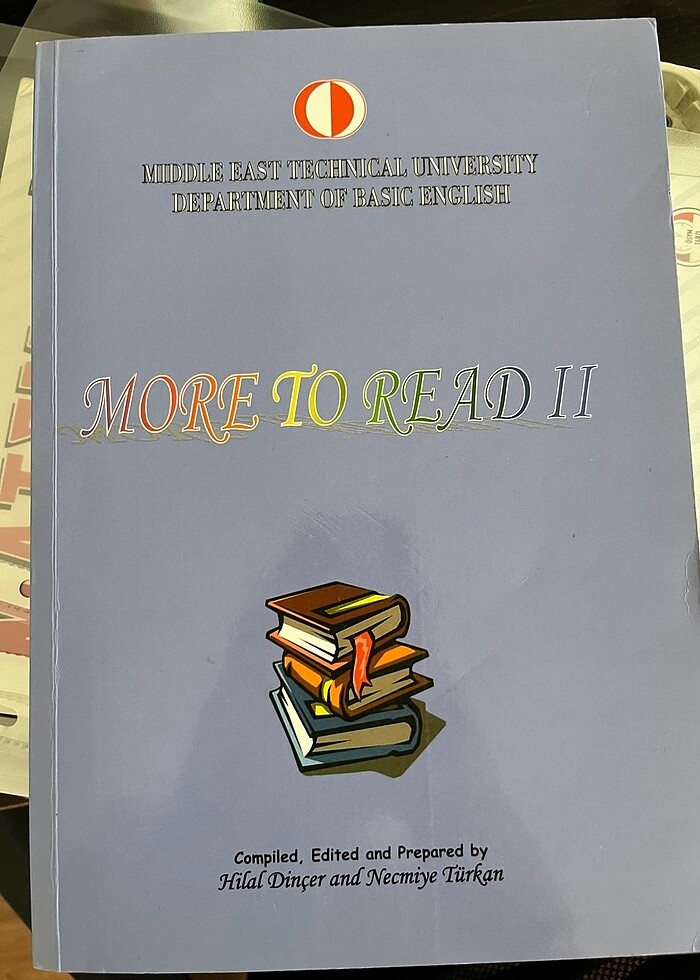 MIDDLE EAST TECHNICAL UNIVERSITY
DEPARTMENT OF BASIC ENGLISH
MORE TO READ II
Compiled, Edited and Prepared by
Hilal Dinçer and Necmiye Türkan